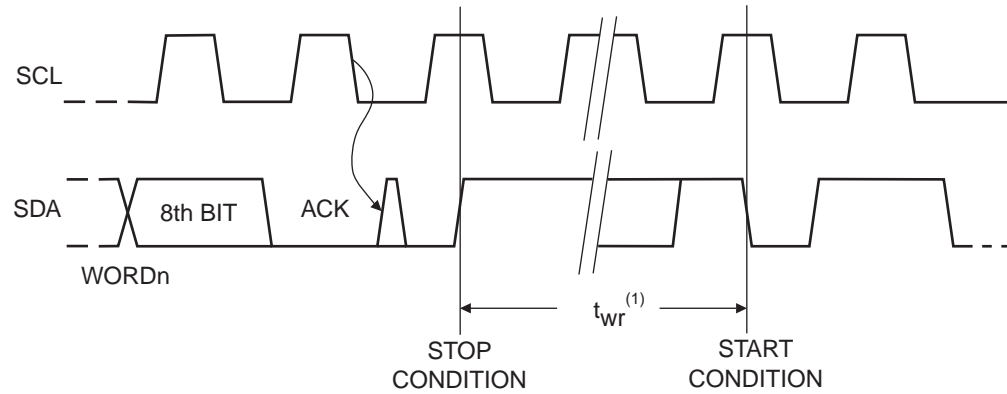 SCL
SDA
8th BIT
ACK
WORDn
twr(1)
STOP
CONDITION
START
CONDITION